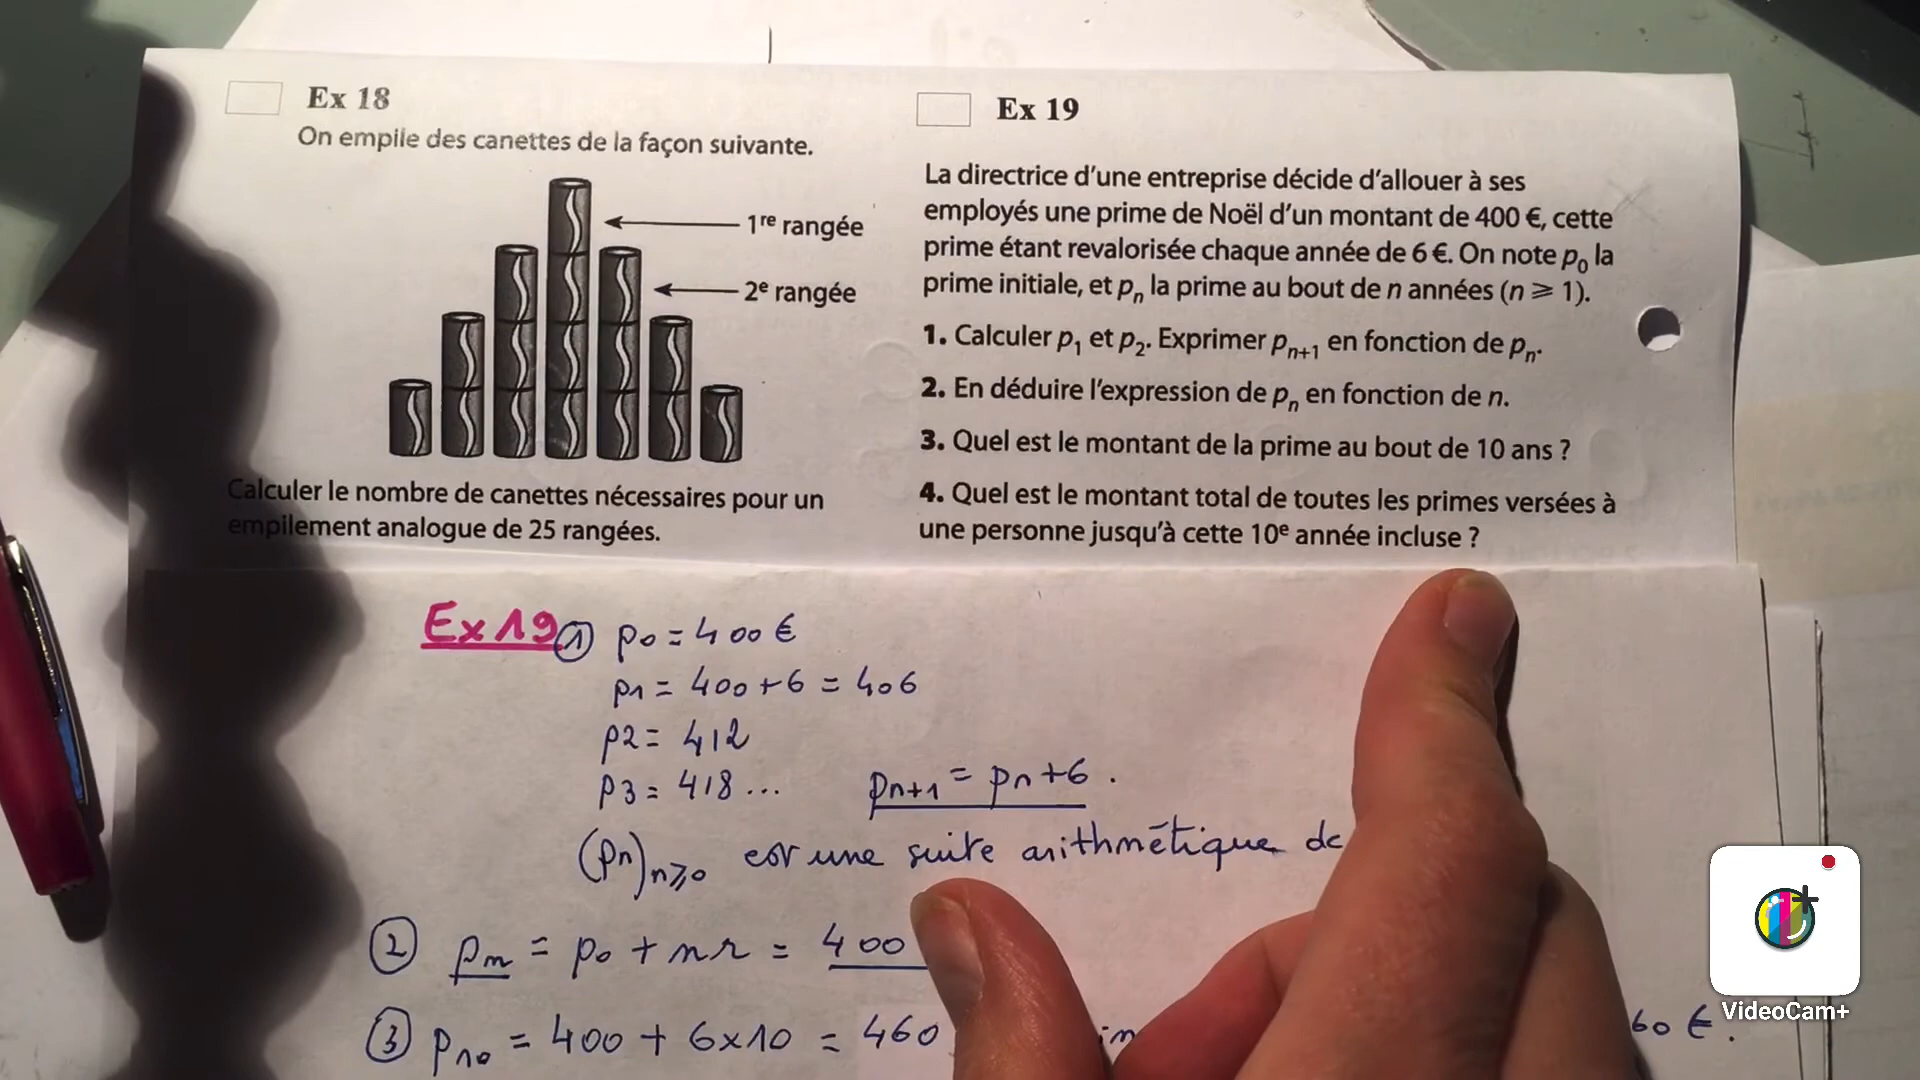 Ex 18
On empile des canettes de la façon suivante.
1re rangée
2e rangée
Calculer le nombre de canettes nécessaires pour un
empilement analogue de 25 rangées.
Ex 19
La directrice d'une entreprise décide d'allouer à ses
employés une prime de Noël d'un montant de 400 €, cette
prime étant revalorisée chaque année de 6 €. On note p0 la
prime initiale, et pn la prime au bout de n années (n ⩾ 1).
1. Calculer p1 et p2. Exprimer pn+1 en fonction de pn.
2. En déduire l'expression de pn en fonction de n.
3. Quel est le montant de la prime au bout de 10 ans ?
4. Quel est le montant total de toutes les primes versées à
une personne jusqu'à cette 10e année incluse ?
Ex 19 ① p0 = 400 €
p1 = 400 + 6 = 406
p2 = 412
p3 = 418 ... pn+1 = pn + 6 .
(pn)n⩾0 est une suite arithmétique de
② pn = p0 + nr = 400
③ p10 = 400 + 6x10 = 460 60 € .
VideoCam+